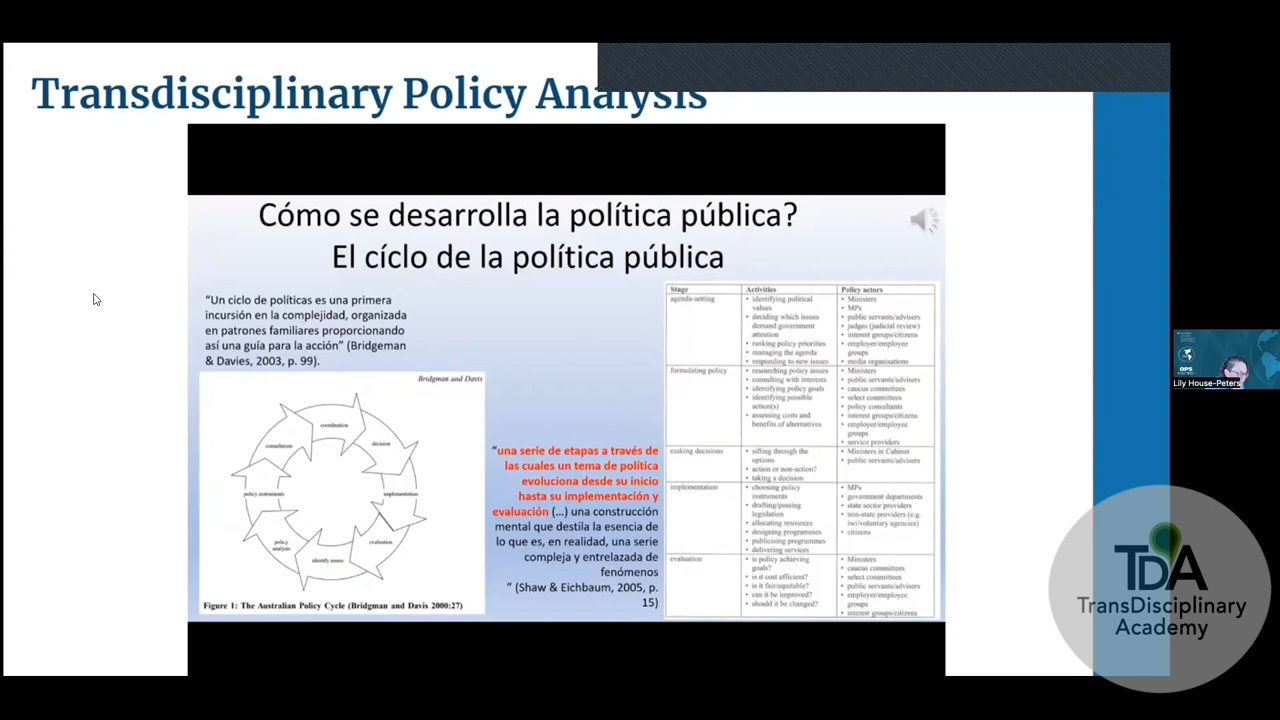 Transdisciplinary Policy Analysis
Cómo se desarrolla la política pública?
El cíclo de la política pública
“Un ciclo de políticas es una primera
incursión en la complejidad, organizada
en patrones familiares proporcionando
así una guía para la acción” (Bridgeman
& Davies, 2003, p. 99).
Bridgman and Davis
coordination
consultation
decision
policy instruments
implementation
policy
analysis
evaluation
identify issues
Figure 1: The Australian Policy Cycle (Bridgman and Davis 2000:27)
“una serie de etapas a través de
las cuales un tema de política
evoluciona desde su inicio
hasta su implementación y
evaluación (...) una construcción
mental que destila la esencia de
lo que es, en realidad, una serie
compleja y entrelazada de
fenómenos
” (Shaw & Eichbaum, 2005, p.
15)
Stage Activities Policy actors
agenda-setting
• identifying political
values
• deciding which issues
demand government
attention
• ranking policy priorities
• managing the agenda
• responding to new issues
• Ministers
• MPs
• public servants/advisers
• judges (judicial review)
• interest groups/citizens
• employer/employee
groups
• media organisations
formulating policy
• researching policy issues
• consulting with interests
• identifying policy goals
• identifying possible
action(s)
• assessing costs and
benefits of alternatives
• Ministers
• public servants/advisers
• caucus committees
• select committees
• policy consultants
• interest groups/citizens
• employer/employee
groups
• service providers
making decisions
• sifting through the
options
• action or non-action?
• taking a decision
• Ministers in Cabinet
• public servants/advisers
implementation
• choosing policy
instruments
• drafting/passing
legislation
• allocating resources
• designing programmes
• publicising programmes
• delivering services
• MPs
• government departments
• state sector providers
• non-state providers (e.g.
iwi/voluntary agencies)
• citizens
evaluation
• is policy achieving
goals?
• is it cost efficient?
• is it fair/equitable?
• can it be improved?
• should it be changed?
• Ministers
• caucus committees
• select committees
• public servants/advisers
• employer/employee
groups
• interest groups/citizens
OPS
Lily House-Peters
TDA
TransDisciplinary
Academy